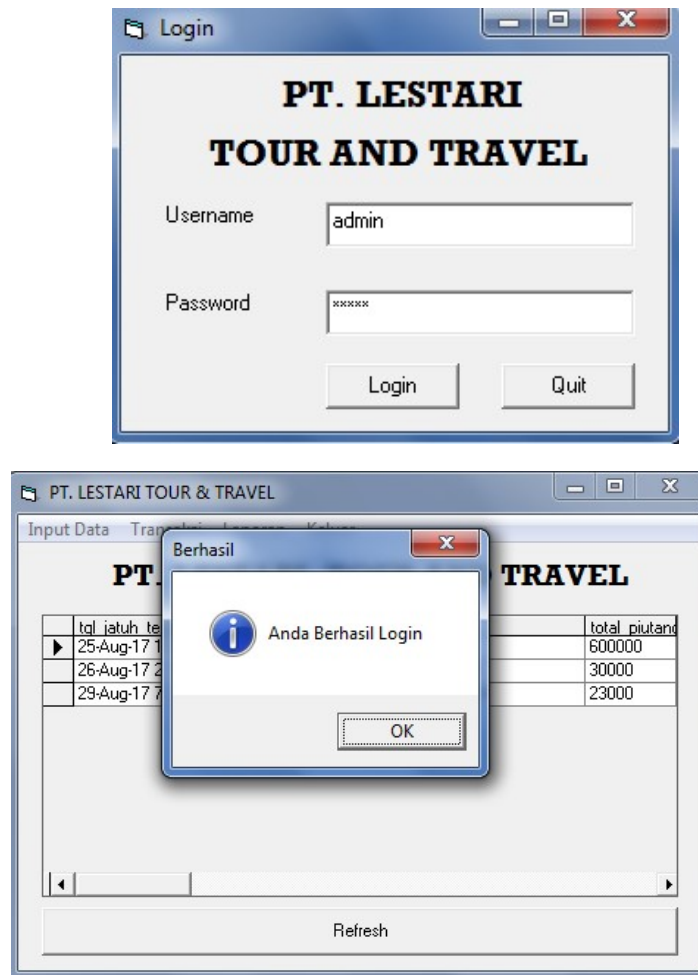 Login
PT. LESTARI
TOUR AND TRAVEL
Username admin
Password xxxxx
Login Quit
PT. LESTARI TOUR & TRAVEL
Input Data
Berhasil
PT. TRAVEL
Anda Berhasil Login
OK
total piutang
25-Aug-17 600000
26-Aug-17 30000
29-Aug-17 23000
Refresh